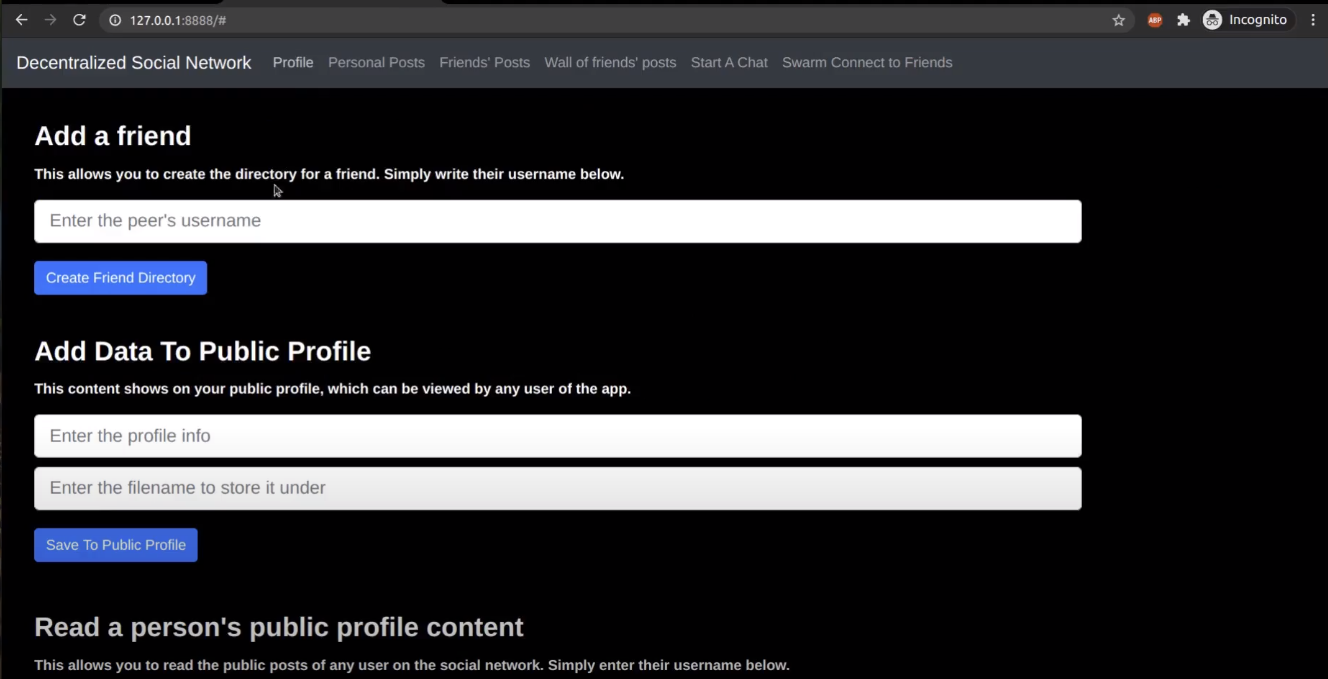 127.0.0.1:8888/#
ABP
Incognito
Decentralized Social Network Profile Personal Posts Friends' Posts Wall of friends' posts Start A Chat Swarm Connect to Friends
Add a friend
This allows you to create the directory for a friend. Simply write their username below.
Enter the peer's username
Create Friend Directory
Add Data To Public Profile
This content shows on your public profile, which can be viewed by any user of the app.
Enter the profile info
Enter the filename to store it under
Save To Public Profile
Read a person's public profile content
This allows you to read the public posts of any user on the social network. Simply enter their username below.